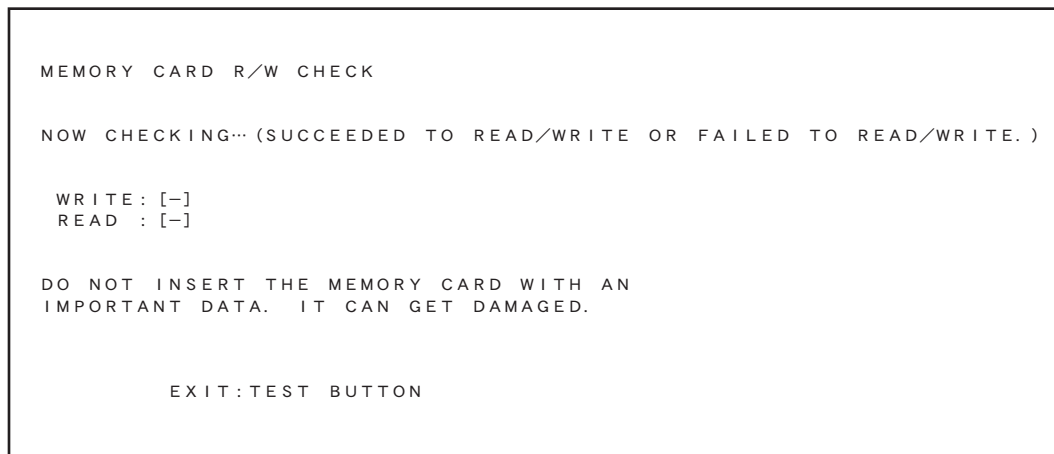 MEMORY CARD R/W CHECK
NOW CHECKING…(SUCCEEDED TO READ/WRITE OR FAILED TO READ/WRITE.)
WRITE:[−]
READ :[−]
DO NOT INSERT THE MEMORY CARD WITH AN
IMPORTANT DATA. IT CAN GET DAMAGED.
EXIT:TEST BUTTON